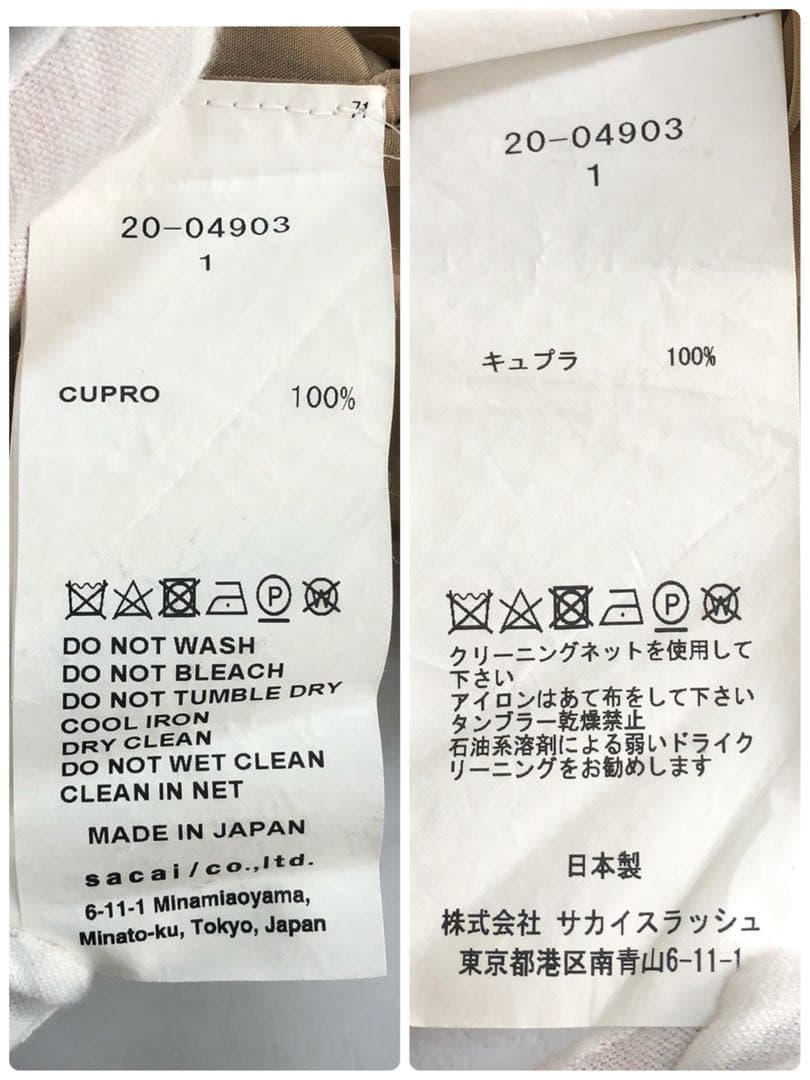 20-04903
1
CUPRO 100%
P W
DO NOT WASH
DO NOT BLEACH
DO NOT TUMBLE DRY
COOL IRON
DRY CLEAN
DO NOT WET CLEAN
CLEAN IN NET
MADE IN JAPAN
sacai/co.,ltd.
6-11-1 Minamiaoyama,
Minato-ku, Tokyo, Japan
20-04903
1
キュプラ 100%
P W
クリーニングネットを使用して
下さい
アイロンはあて布をして下さい
タンブラー乾燥禁止
石油系溶剤による弱いドライク
リーニングをお勧めします
日本製
株式会社 サカイスラッシュ
東京都港区南青山6-11-1